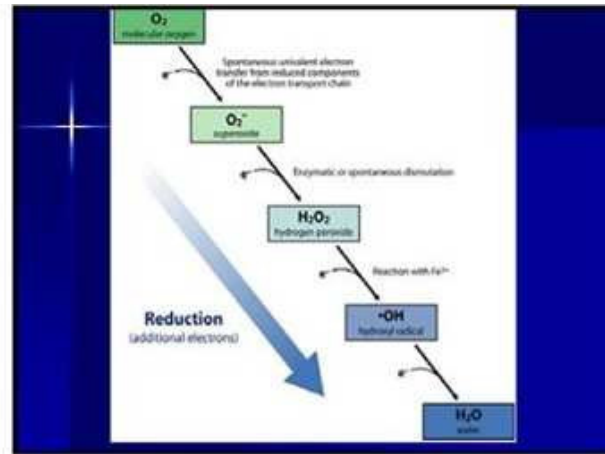 O₂
molecular oxygen
Spontaneous univalent electron
transfer from reduced components
of the electron transport chain
e⁻
O₂⁻
superoxide
Enzymatic or spontaneous dismutation
e⁻
H₂O₂
hydrogen peroxide
Reaction with Fe²⁺
e⁻
•OH
hydroxyl radical
Reduction
(additional electrons)
e⁻
H₂O
water